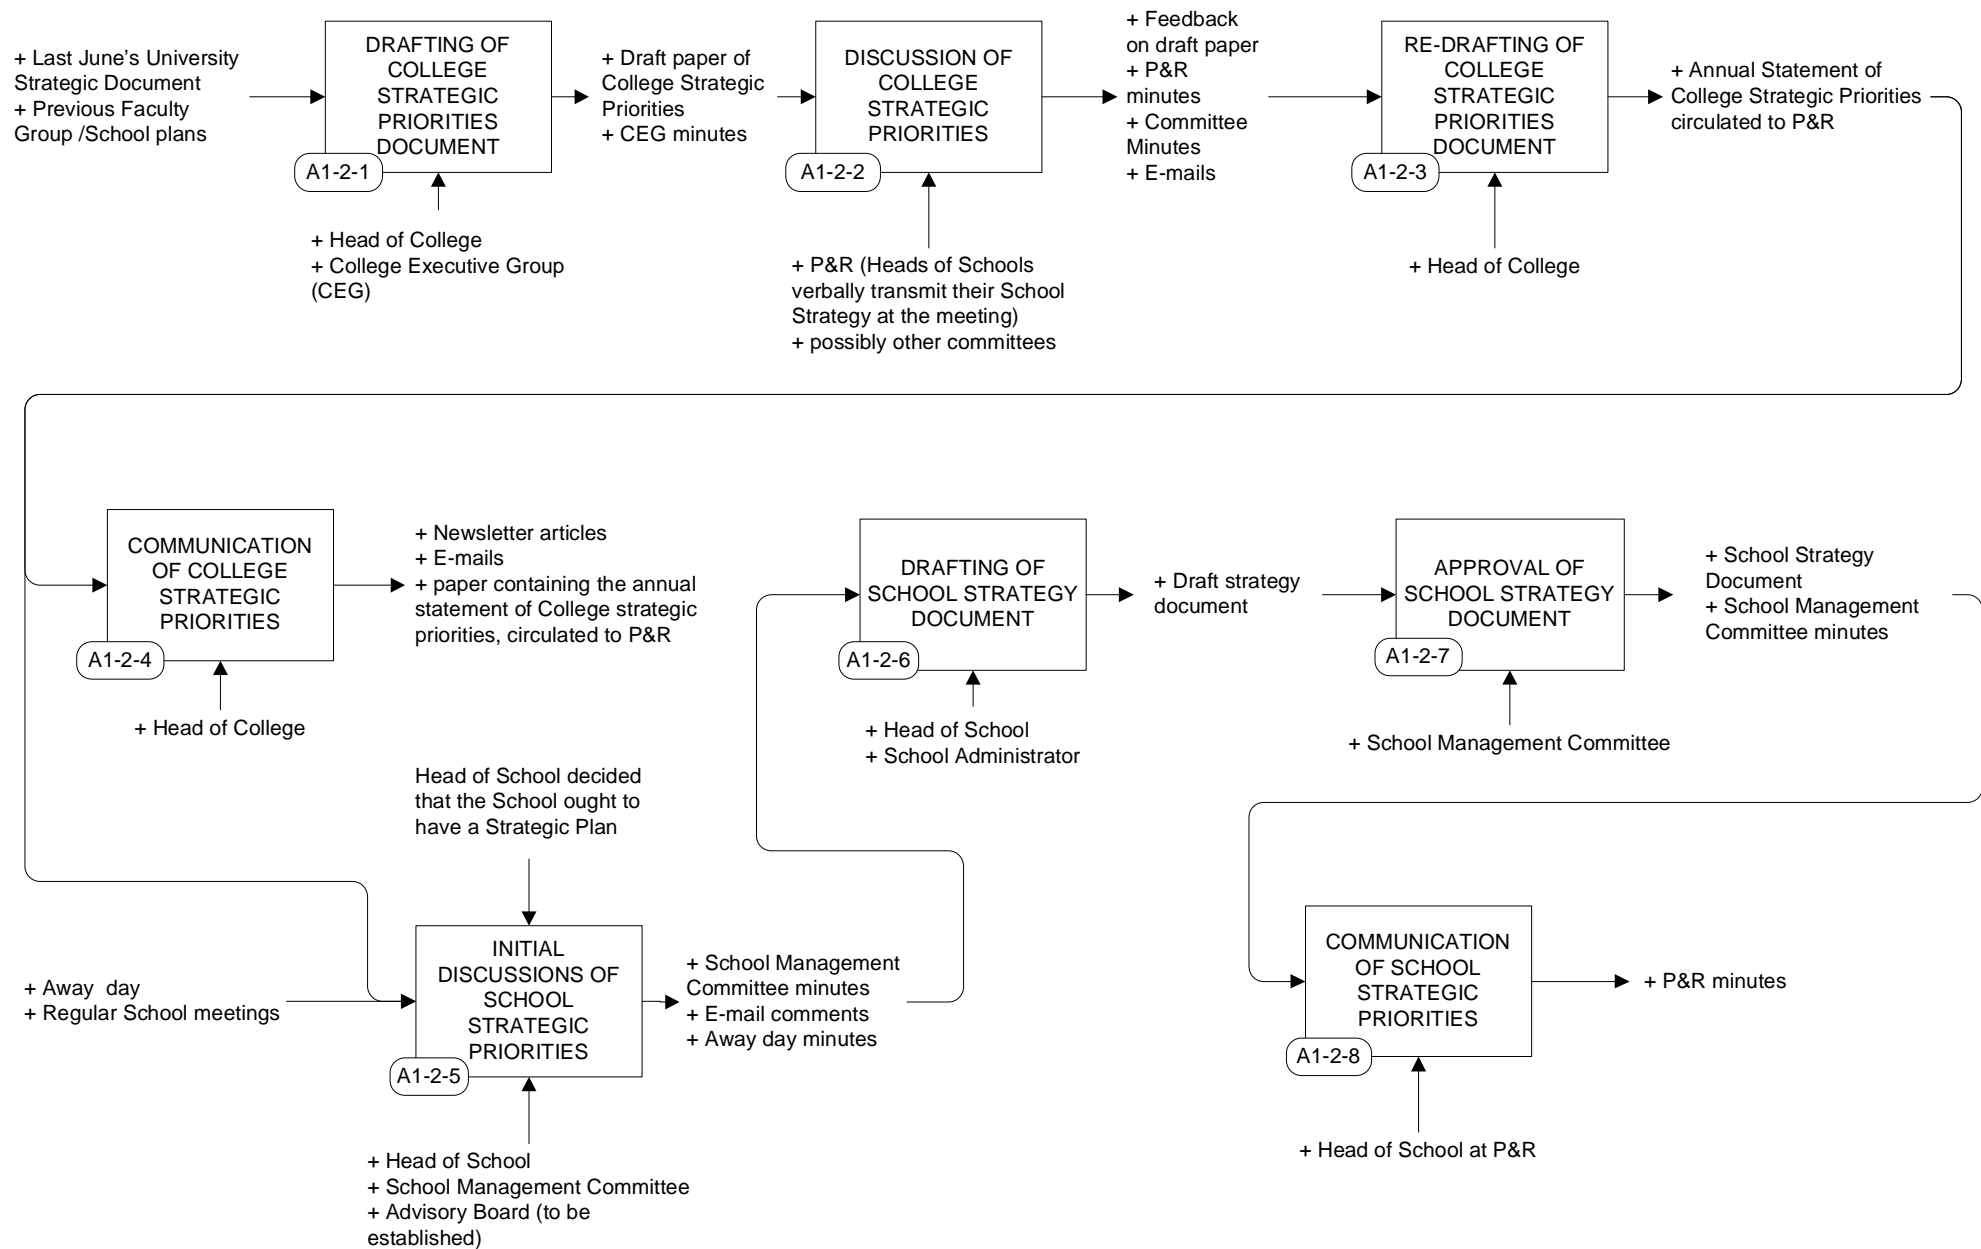 + Last June's University
Strategic Document
+ Previous Faculty
Group /School plans
DRAFTING OF
COLLEGE
STRATEGIC
PRIORITIES
DOCUMENT
A1-2-1
+ Head of College
+ College Executive Group
(CEG)
+ Draft paper of
College Strategic
Priorities
+ CEG minutes
DISCUSSION OF
COLLEGE
STRATEGIC
PRIORITIES
A1-2-2
+ P&R (Heads of Schools
verbally transmit their School
Strategy at the meeting)
+ possibly other committees
+ Feedback
on draft paper
+ P&R
minutes
+ Committee
Minutes
+ E-mails
RE-DRAFTING OF
COLLEGE
STRATEGIC
PRIORITIES
DOCUMENT
A1-2-3
+ Head of College
+ Annual Statement of
College Strategic Priorities
circulated to P&R
COMMUNICATION
OF COLLEGE
STRATEGIC
PRIORITIES
A1-2-4
+ Head of College
+ Newsletter articles
+ E-mails
+ paper containing the annual
statement of College strategic
priorities, circulated to P&R
Head of School decided
that the School ought to
have a Strategic Plan
+ Away  day
+ Regular School meetings
INITIAL
DISCUSSIONS OF
SCHOOL
STRATEGIC
PRIORITIES
A1-2-5
+ Head of School
+ School Management Committee
+ Advisory Board (to be
established)
+ School Management
Committee minutes
+ E-mail comments
+ Away day minutes
DRAFTING OF
SCHOOL STRATEGY
DOCUMENT
A1-2-6
+ Head of School
+ School Administrator
+ Draft strategy
document
APPROVAL OF
SCHOOL STRATEGY
DOCUMENT
A1-2-7
+ School Management Committee
+ School Strategy
Document
+ School Management
Committee minutes
COMMUNICATION
OF SCHOOL
STRATEGIC
PRIORITIES
A1-2-8
+ Head of School at P&R
+ P&R minutes